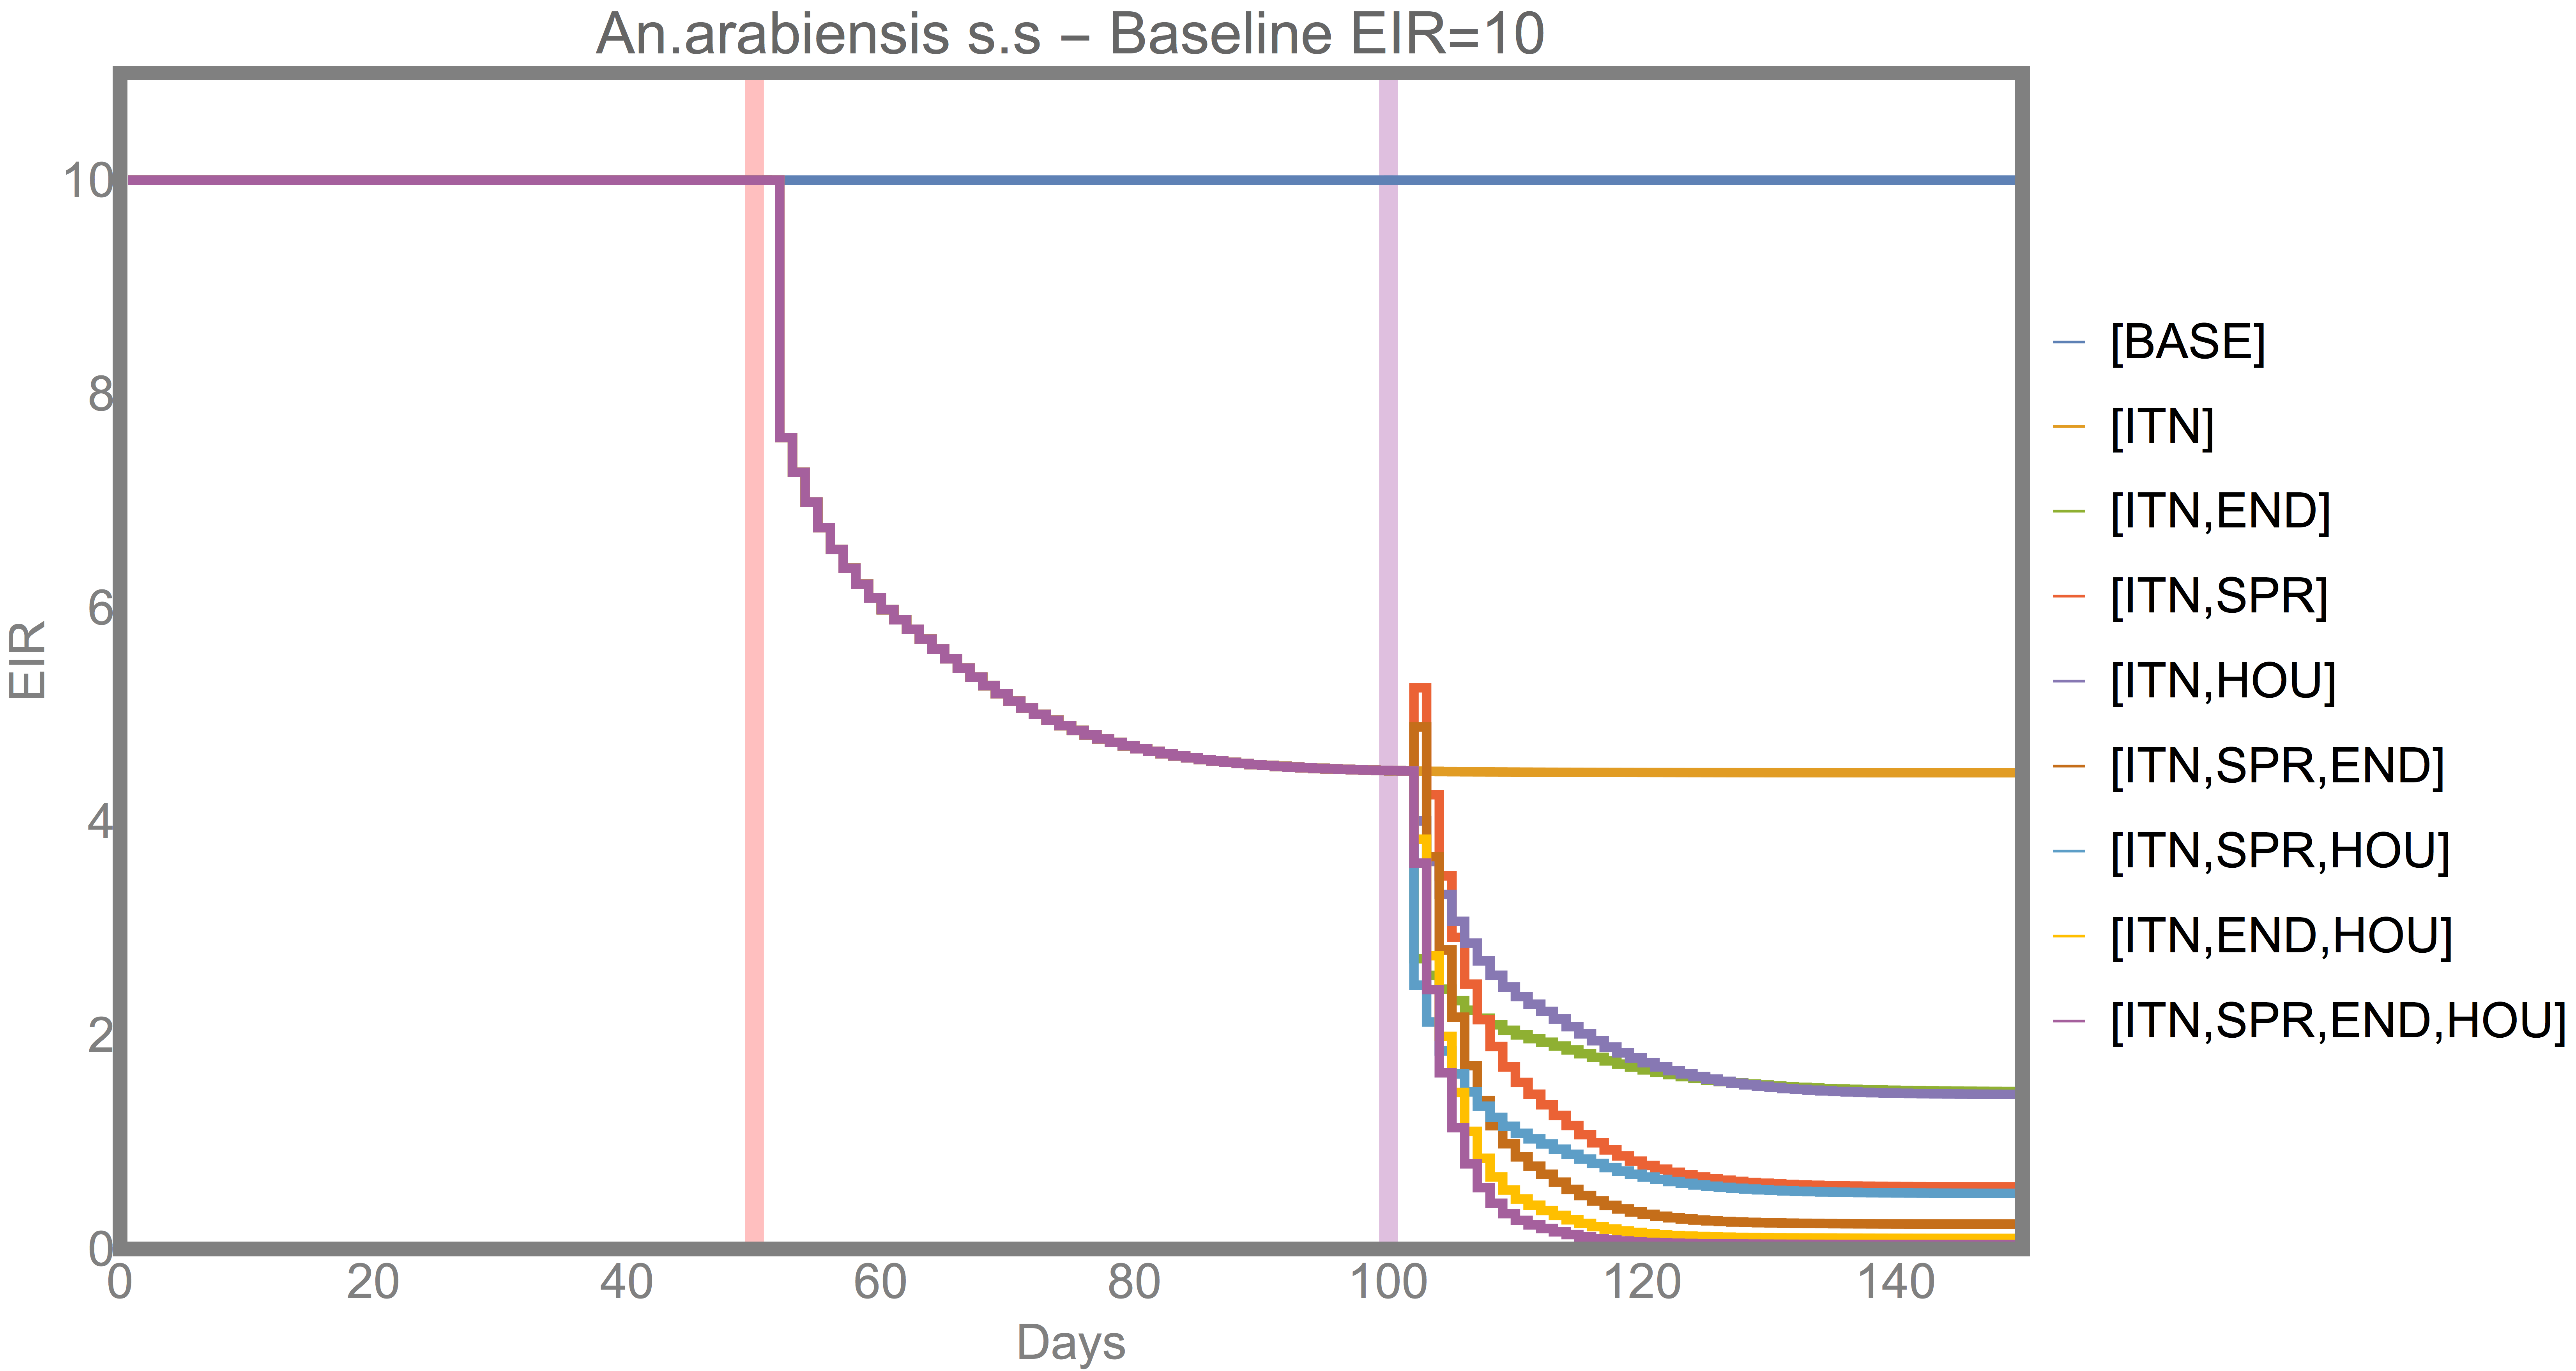 An.arabiensis s.s – Baseline EIR=10
10
8
6
4
2
0
EIR
0 20 40 60 80 100 120 140
Days
[BASE]
[ITN]
[ITN,END]
[ITN,SPR]
[ITN,HOU]
[ITN,SPR,END]
[ITN,SPR,HOU]
[ITN,END,HOU]
[ITN,SPR,END,HOU]